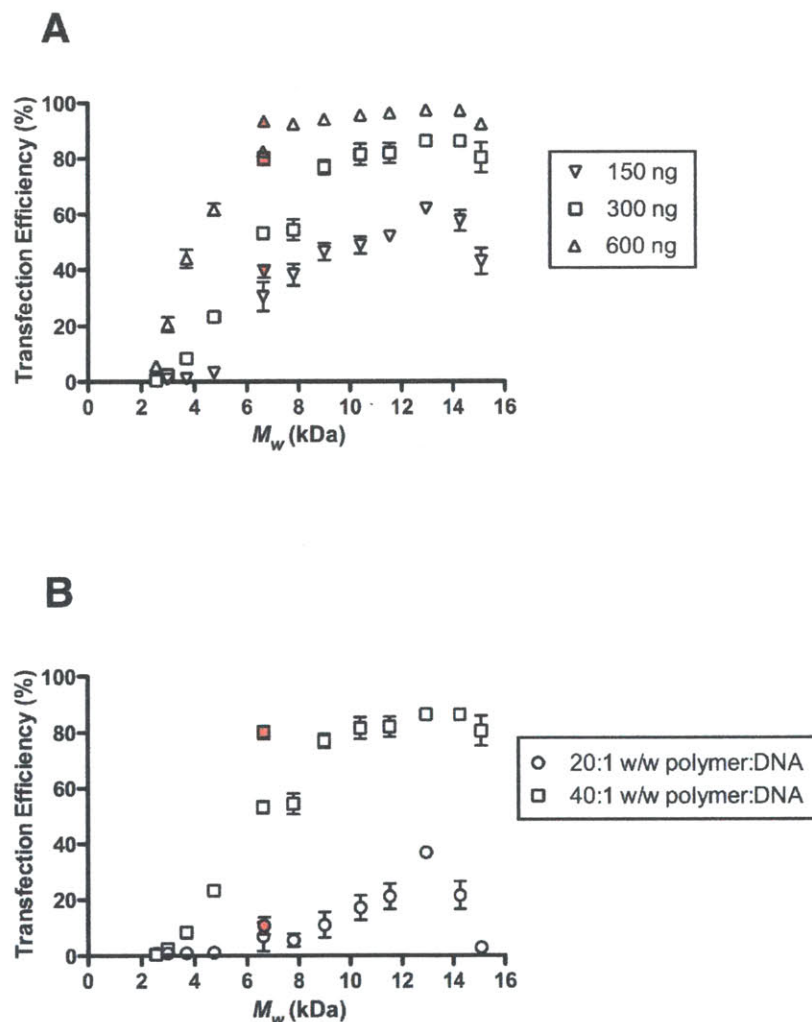 A
Transfection Efficiency (%)
100
80
60
40
20
0
0 2 4 6 8 10 12 14 16
Mw (kDa)
150 ng
300 ng
600 ng
B
Transfection Efficiency (%)
100
80
60
40
20
0
0 2 4 6 8 10 12 14 16
Mw (kDa)
20:1 w/w polymer:DNA
40:1 w/w polymer:DNA